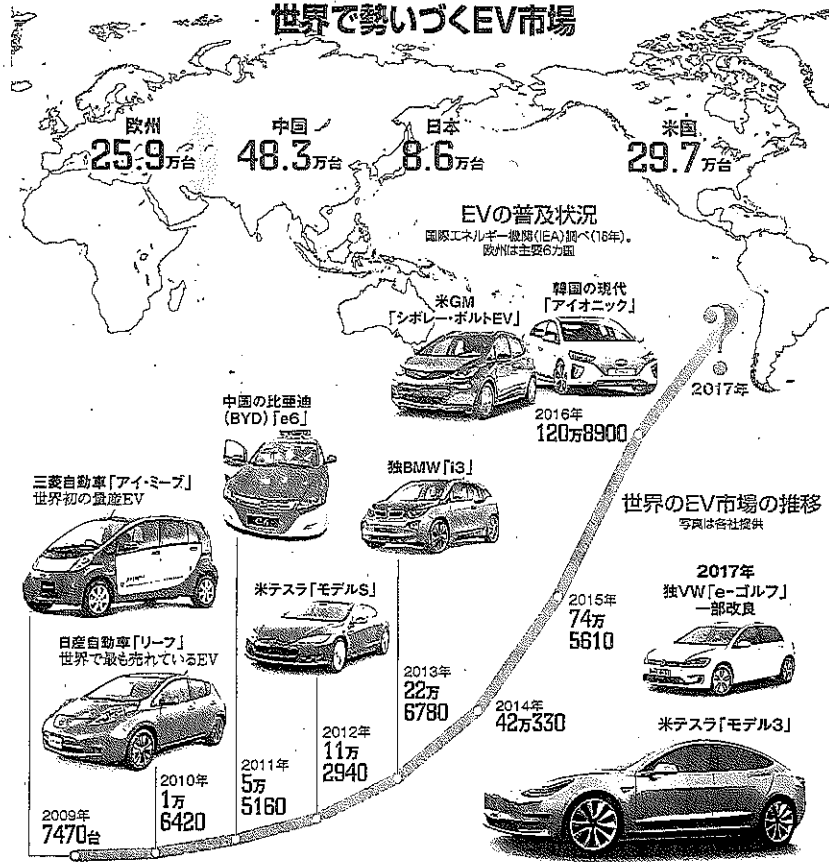 世界で勢いづくEV市場
欧州
25.9万台
中国
48.3万台
日本
8.6万台
米国
29.7万台
EVの普及状況
国際エネルギー機関(IEA)調べ(16年)。
欧州は主要6カ国
米GM
「シボレー・ボルトEV」
韓国の現代
「アイオニック」
?
2017年
2016年
120万8900
中国の比亜迪
(BYD)「e6」
独BMW「i3」
三菱自動車「アイ・ミーブ」
世界初の量産EV
世界のEV市場の推移
写真は各社提供
米テスラ「モデルS」
2017年
独VW「e-ゴルフ」
一部改良
2015年
74万
5610
日産自動車「リーフ」
世界で最も売れているEV
2013年
22万
6780
2014年
42万330
米テスラ「モデル3」
2012年
11万
2940
2011年
5万
5160
2010年
1万
6420
2009年
7470台